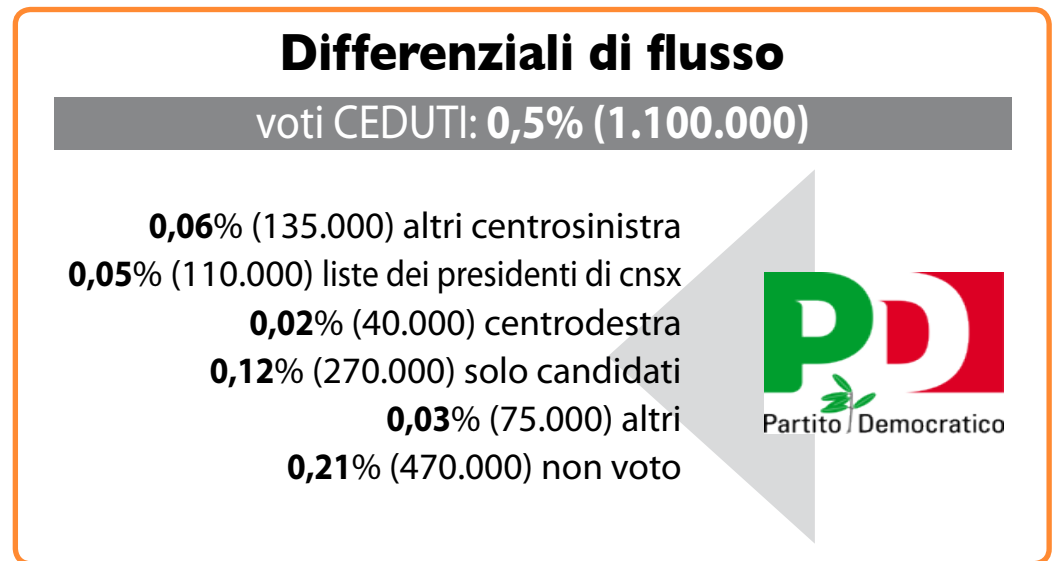 Differenziali di flusso
voti CEDUTI: 0,5% (1.100.000)
0,06% (135.000) altri centrosinistra
0,05% (110.000) liste dei presidenti di cnsx
0,02% (40.000) centrodestra
0,12% (270.000) solo candidati
0,03% (75.000) altri
0,21% (470.000) non voto
PD
Partito Democratico